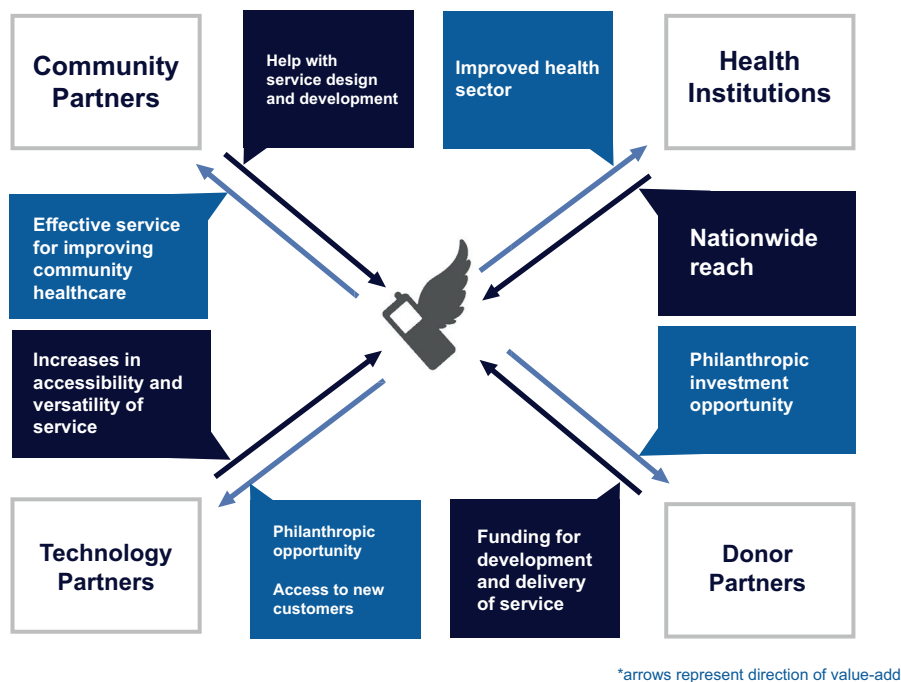 Community
Partners
Help with
service design
and development
Improved health
sector
Health
Institutions
Effective service
for improving
community
healthcare
Nationwide
reach
Increases in
accessibility and
versatility of
service
Philanthropic
investment
opportunity
Technology
Partners
Philanthropic
opportunity
Access to new
customers
Funding for
development
and delivery
of service
Donor
Partners
*arrows represent direction of value-add